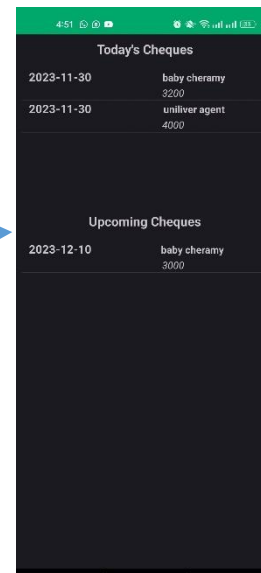 4:51
Today's Cheques
2023-11-30 baby cheramy
3200
2023-11-30 uniliver agent
4000
Upcoming Cheques
2023-12-10 baby cheramy
3000